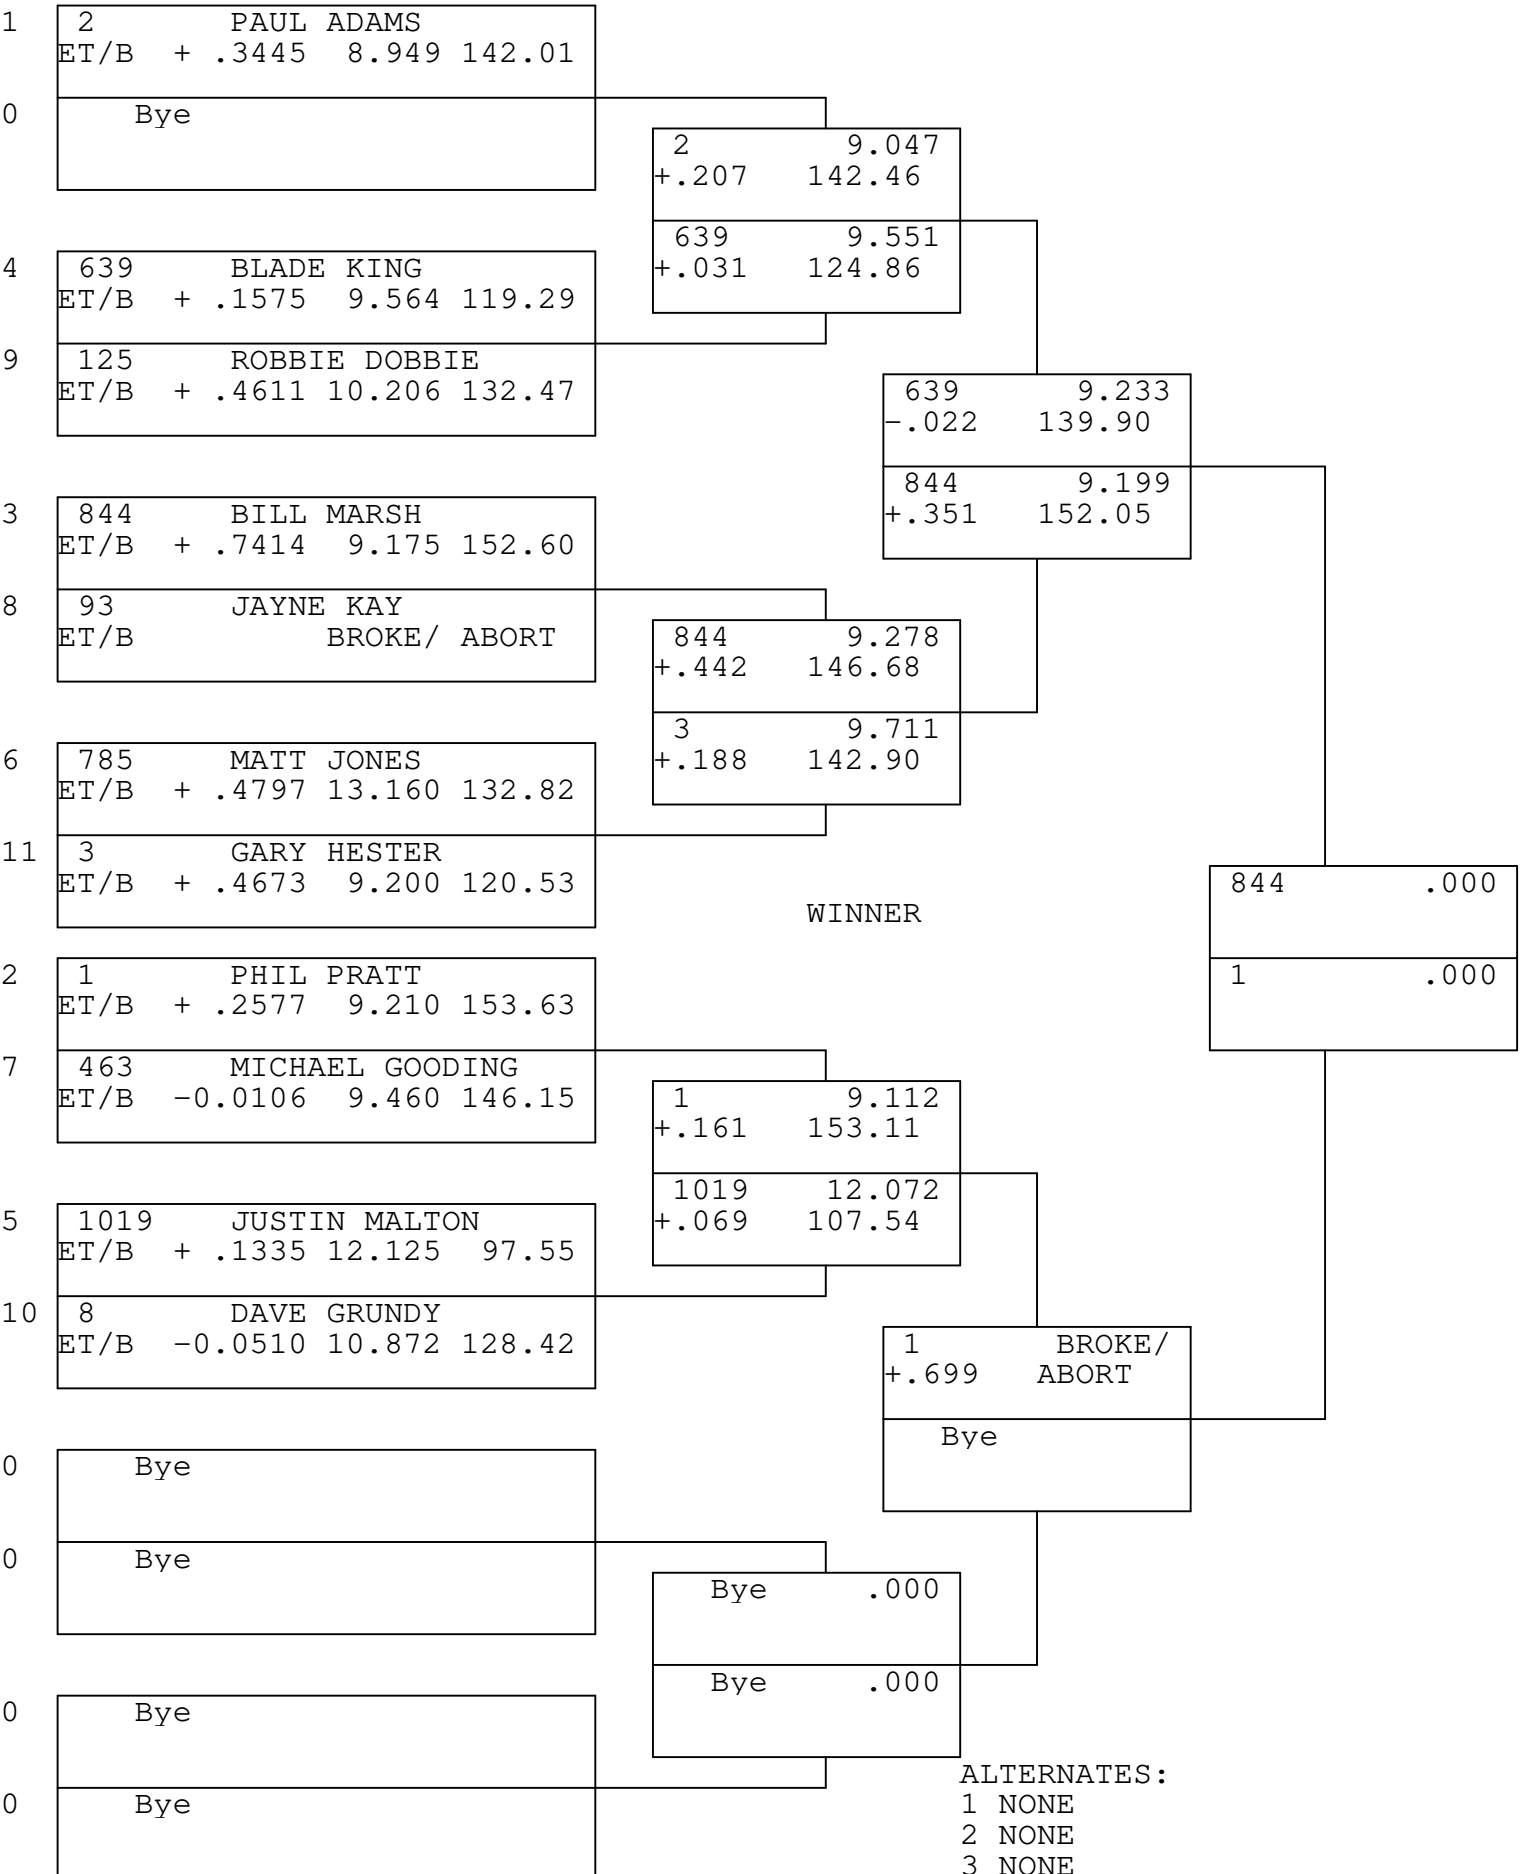 1 2 PAUL ADAMS
ET/B + .3445 8.949 142.01
0 Bye
4 639 BLADE KING
ET/B + .1575 9.564 119.29
9 125 ROBBIE DOBBIE
ET/B + .4611 10.206 132.47
3 844 BILL MARSH
ET/B + .7414 9.175 152.60
8 93 JAYNE KAY
ET/B BROKE/ ABORT
6 785 MATT JONES
ET/B + .4797 13.160 132.82
11 3 GARY HESTER
ET/B + .4673 9.200 120.53
2 1 PHIL PRATT
ET/B + .2577 9.210 153.63
7 463 MICHAEL GOODING
ET/B -0.0106 9.460 146.15
5 1019 JUSTIN MALTON
ET/B + .1335 12.125 97.55
10 8 DAVE GRUNDY
ET/B -0.0510 10.872 128.42
0 Bye
0 Bye
0 Bye
0 Bye
2 9.047
+.207 142.46
639 9.551
+.031 124.86
844 9.278
+.442 146.68
3 9.711
+.188 142.90
WINNER
1 9.112
+.161 153.11
1019 12.072
+.069 107.54
Bye .000
Bye .000
639 9.233
-.022 139.90
844 9.199
+.351 152.05
1 BROKE/
+.699 ABORT
Bye
844 .000
1 .000
ALTERNATES:
1 NONE
2 NONE
3 NONE